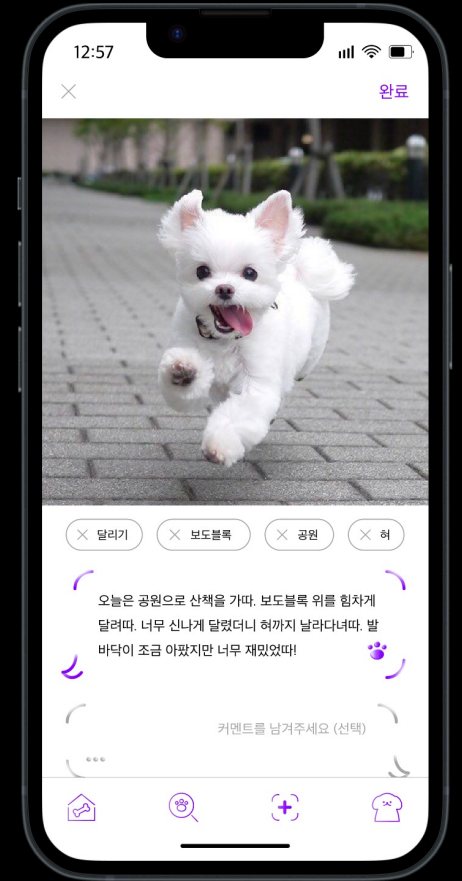 12:57
완료
달리기
보도블록
공원
혀
오늘은 공원으로 산책을 가따. 보도블록 위를 힘차게
달려따. 너무 신나게 달렸더니 혀까지 날라다녀따. 발
바닥이 조금 아팠지만 너무 재밌었따!
커멘트를 남겨주세요 (선택)